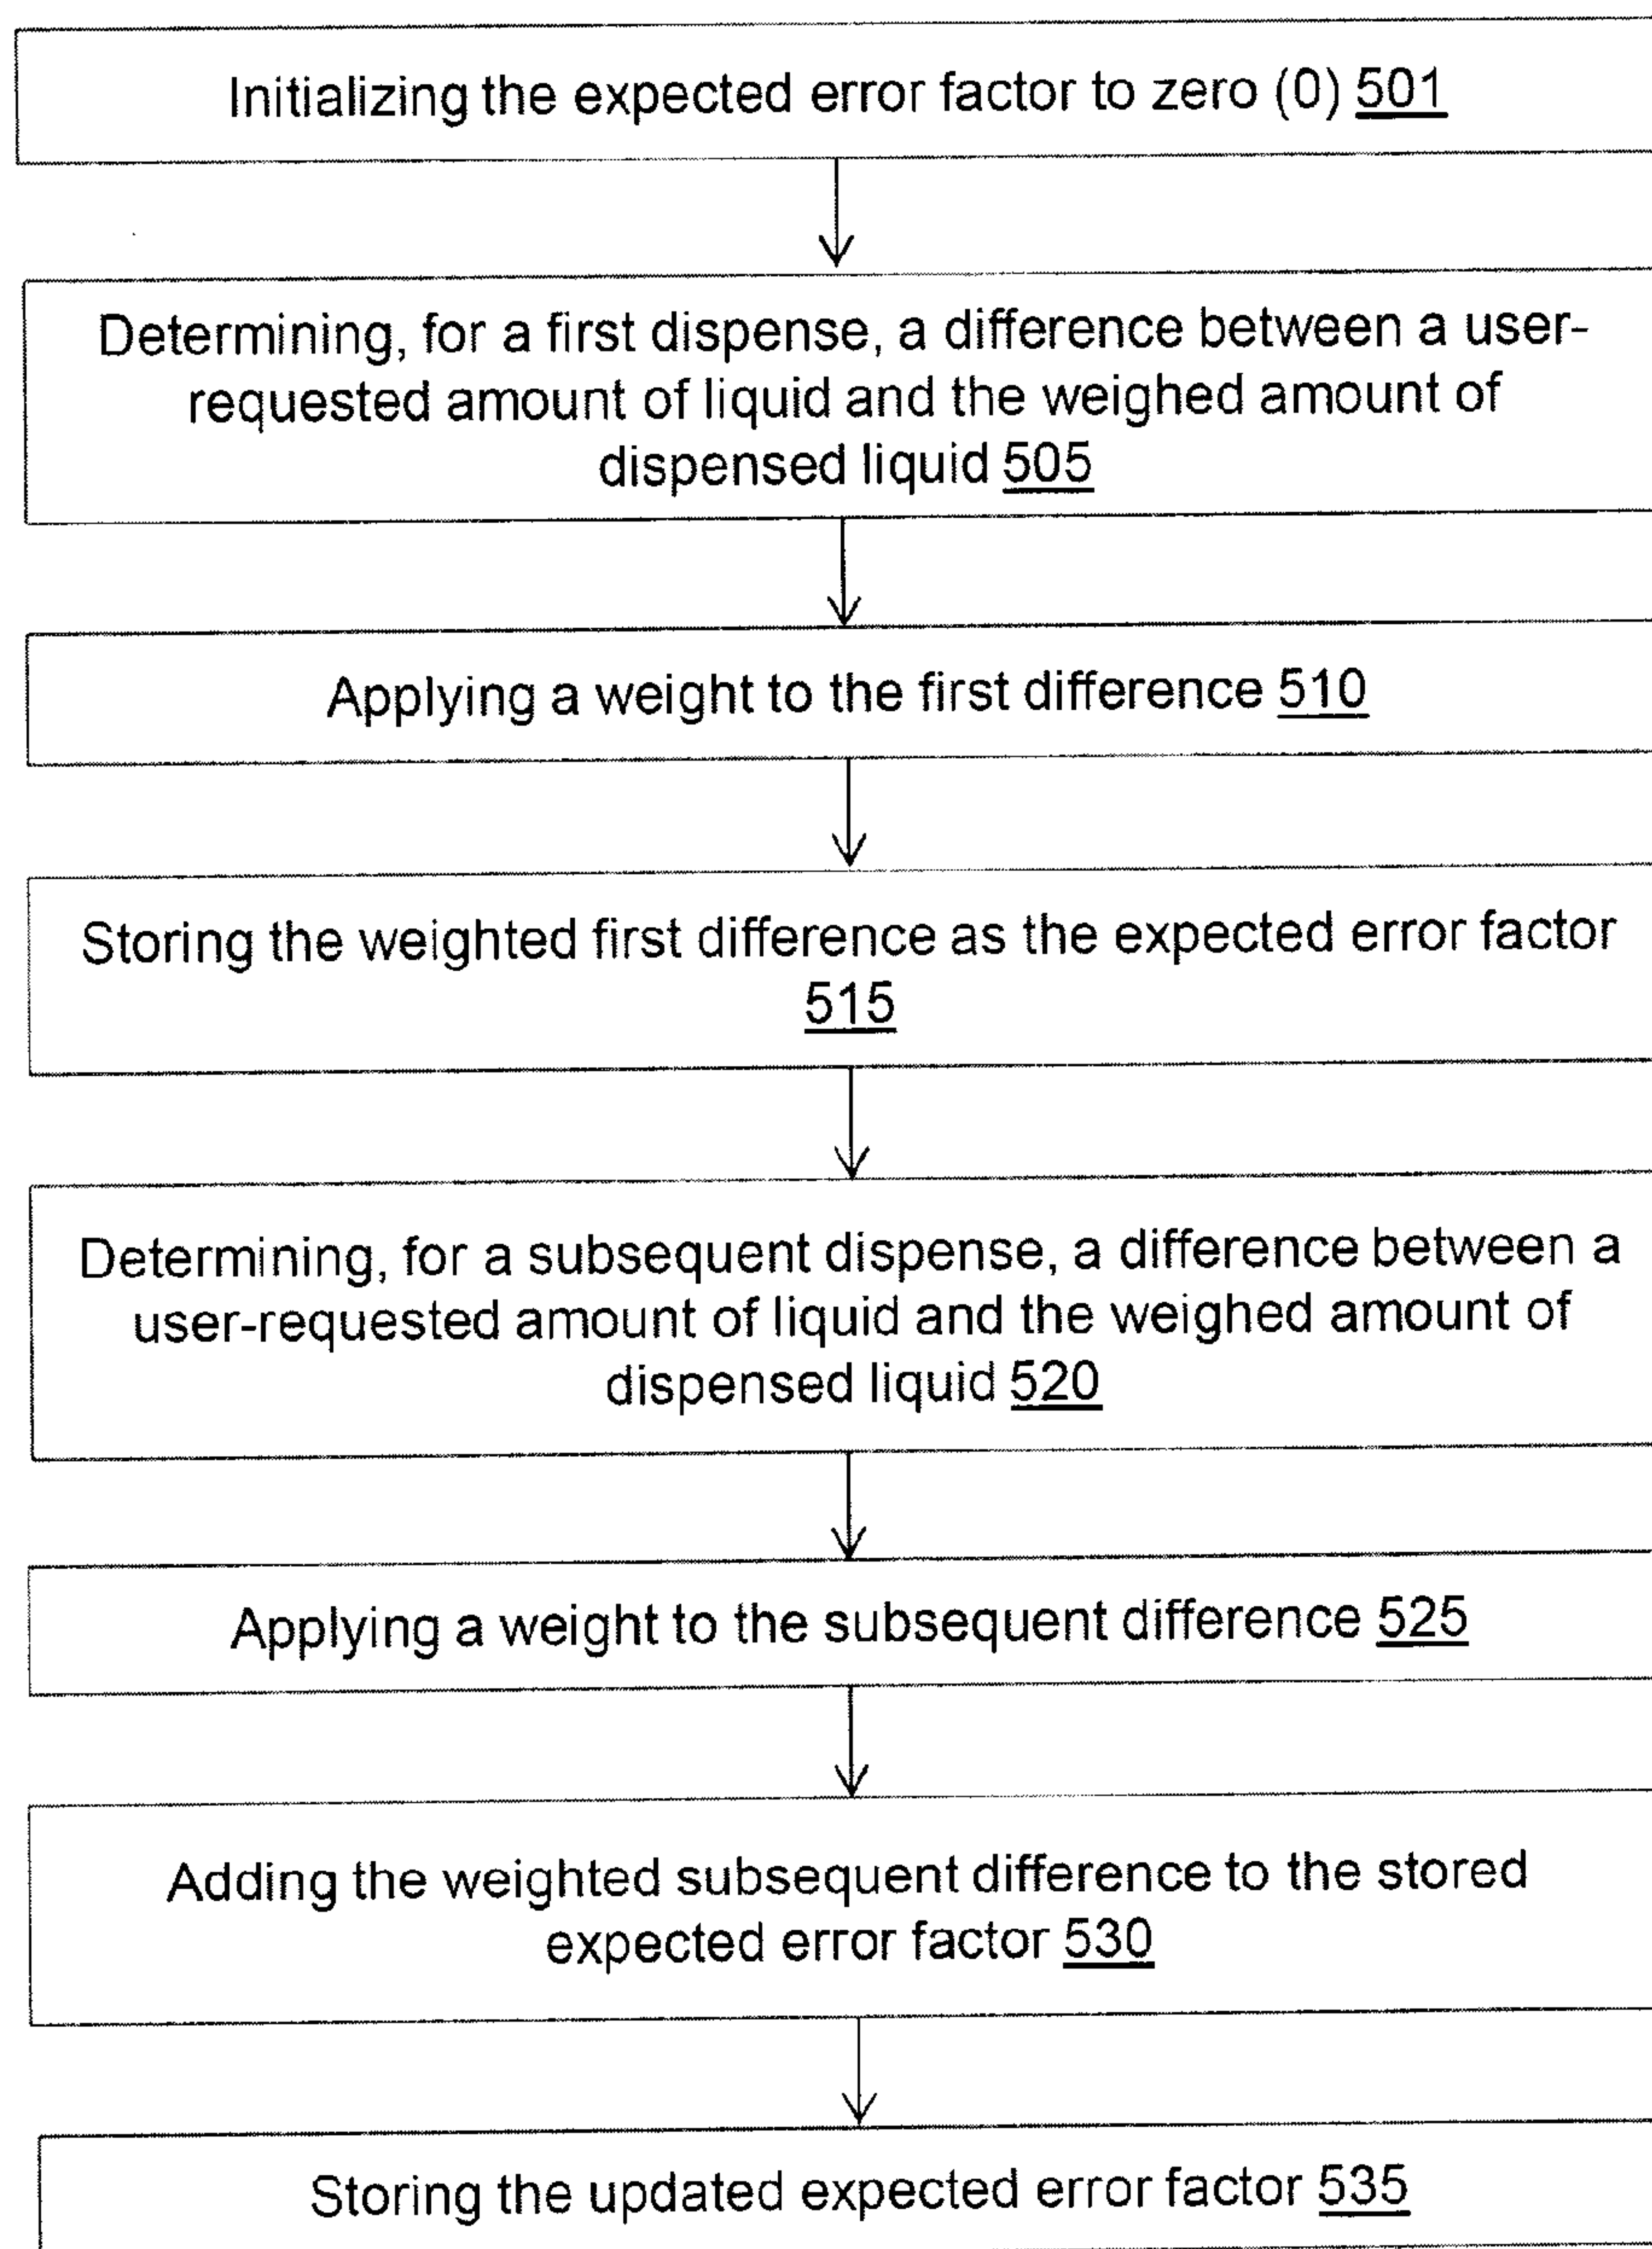 Initializing the expected error factor to zero (0) 501
Determining, for a first dispense, a difference between a user-
requested amount of liquid and the weighed amount of
dispensed liquid 505
Applying a weight to the first difference 510
Storing the weighted first difference as the expected error factor
515
Determining, for a subsequent dispense, a difference between a
user-requested amount of liquid and the weighed amount of
dispensed liquid 520
Applying a weight to the subsequent difference 525
Adding the weighted subsequent difference to the stored
expected error factor 530
Storing the updated expected error factor 535